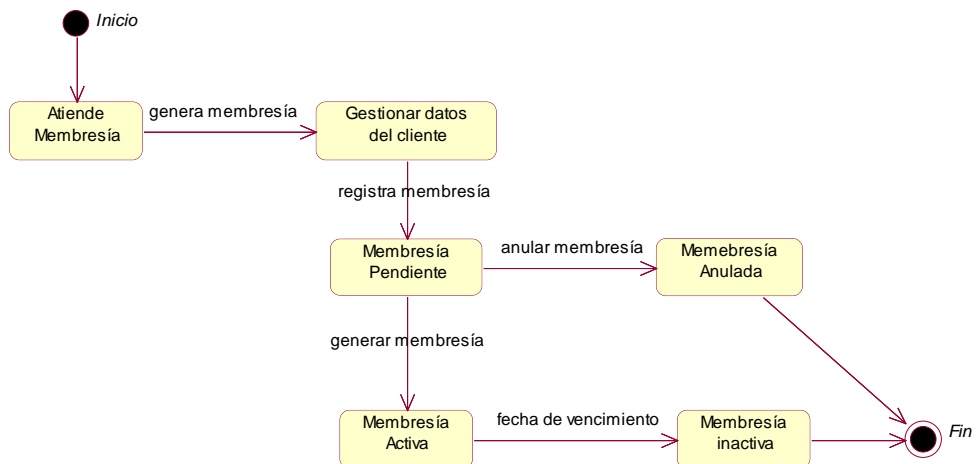 Inicio
Atiende
Membresía
genera membresía
Gestionar datos
del cliente
registra membresía
Membresía
Pendiente
anular membresía
Memebresía
Anulada
generar membresía
Membresía
Activa
fecha de vencimiento
Membresía
inactiva
Fin